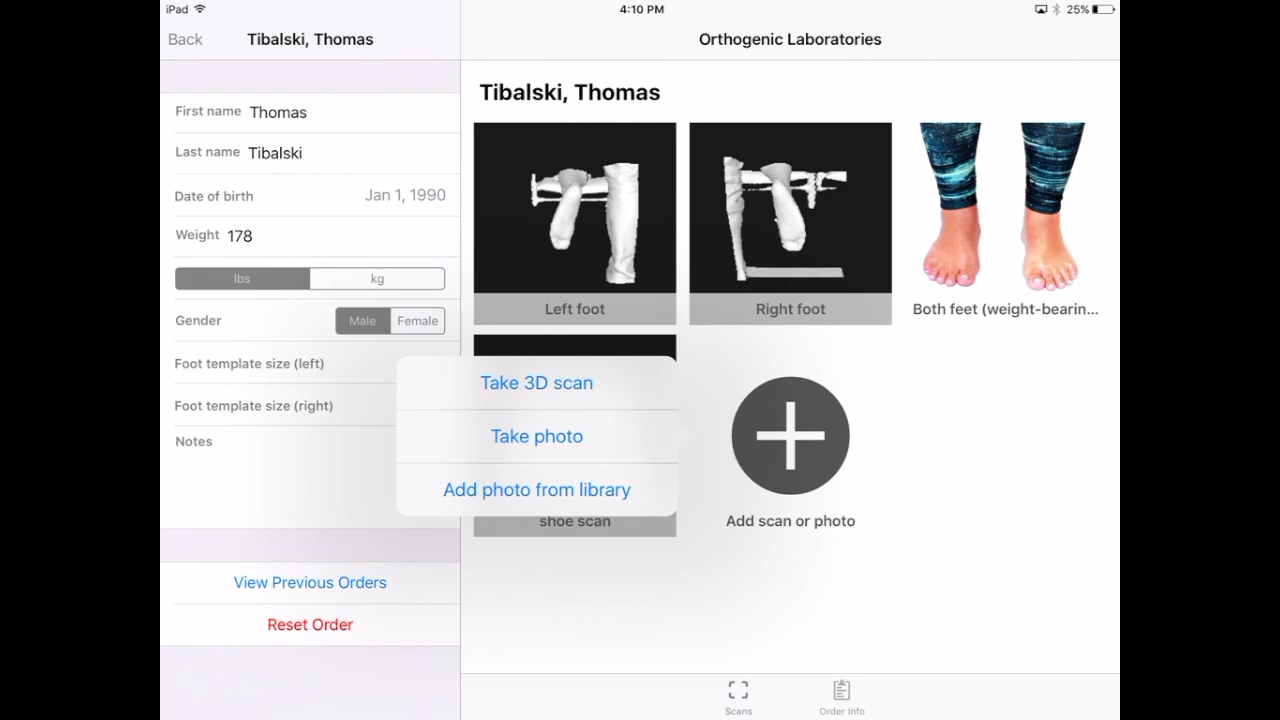 iPad
4:10 PM
25%
Back
Tibalski, Thomas
Orthogenic Laboratories
First name Thomas
Last name Tibalski
Date of birth Jan 1, 1990
Weight 178
lbs kg
Gender Male Female
Foot template size (left)
Foot template size (right)
Notes
View Previous Orders
Reset Order
Tibalski, Thomas
Left foot
Right foot
Both feet (weight-bearin...
Take 3D scan
Take photo
Add photo from library
shoe scan
Add scan or photo
Scans
Order Info